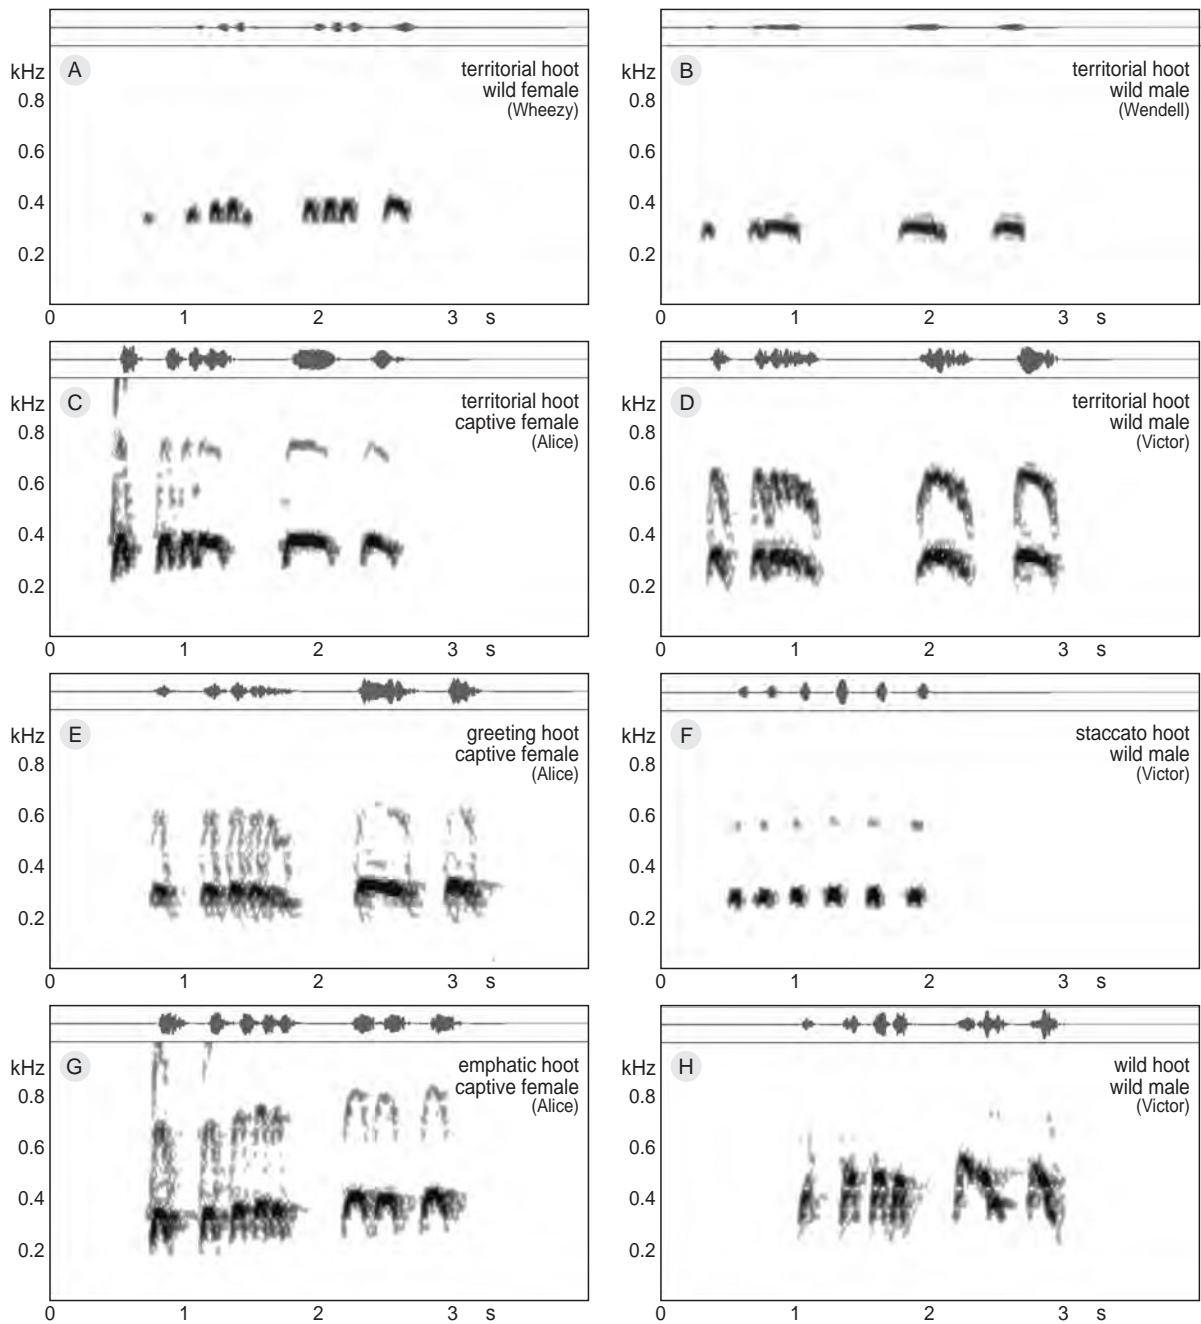 kHz A territorial hoot
0.8 wild female
(Wheezy)
0.6
0.4
0.2
0 1 2 3 s
kHz B territorial hoot
0.8 wild male
(Wendell)
0.6
0.4
0.2
0 1 2 3 s
kHz C territorial hoot
0.8 captive female
(Alice)
0.6
0.4
0.2
0 1 2 3 s
kHz D territorial hoot
0.8 wild male
(Victor)
0.6
0.4
0.2
0 1 2 3 s
kHz E greeting hoot
0.8 captive female
(Alice)
0.6
0.4
0.2
0 1 2 3 s
kHz F staccato hoot
0.8 wild male
(Victor)
0.6
0.4
0.2
0 1 2 3 s
kHz G emphatic hoot
0.8 captive female
(Alice)
0.6
0.4
0.2
0 1 2 3 s
kHz H wild hoot
0.8 wild male
(Victor)
0.6
0.4
0.2
0 1 2 3 s